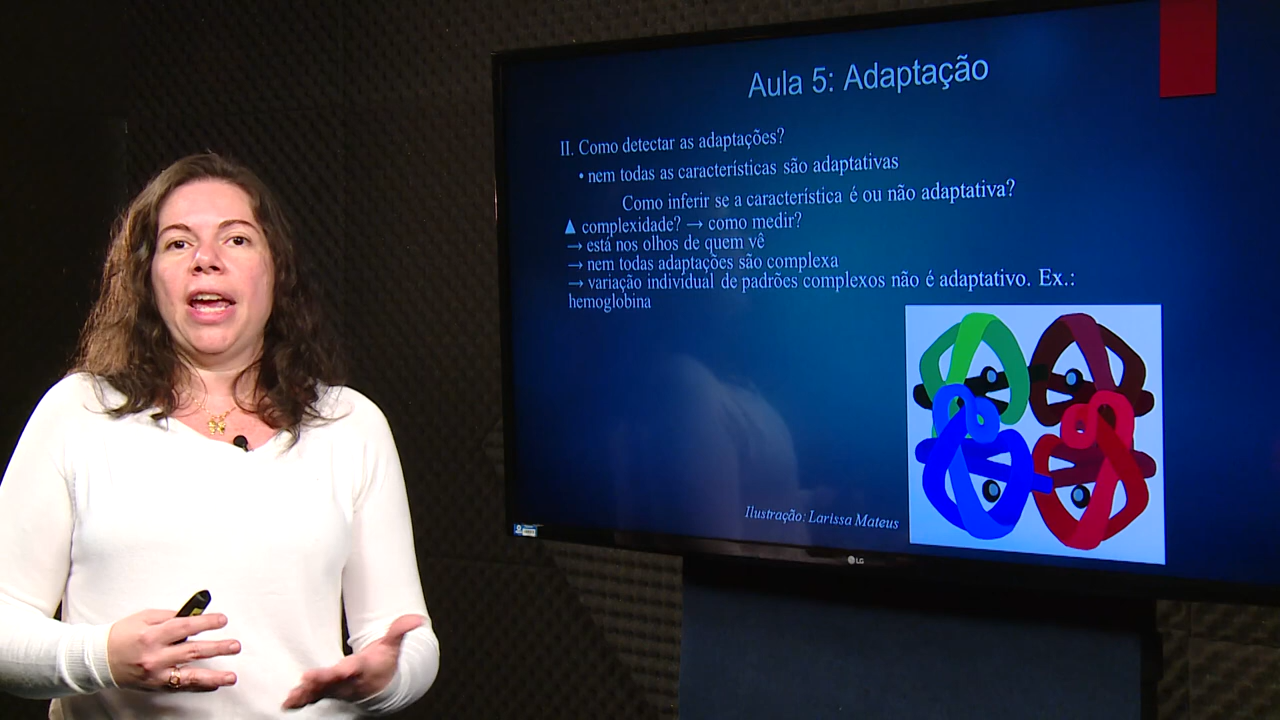 Aula 5: Adaptação
II. Como detectar as adaptações?
• nem todas as características são adaptativas
Como inferir se a característica é ou não adaptativa?
▲ complexidade? → como medir?
→ está nos olhos de quem vê
→ nem todas adaptações são complexa
→ variação individual de padrões complexos não é adaptativo. Ex.:
hemoglobina
Ilustração: Larissa Mateus
LG